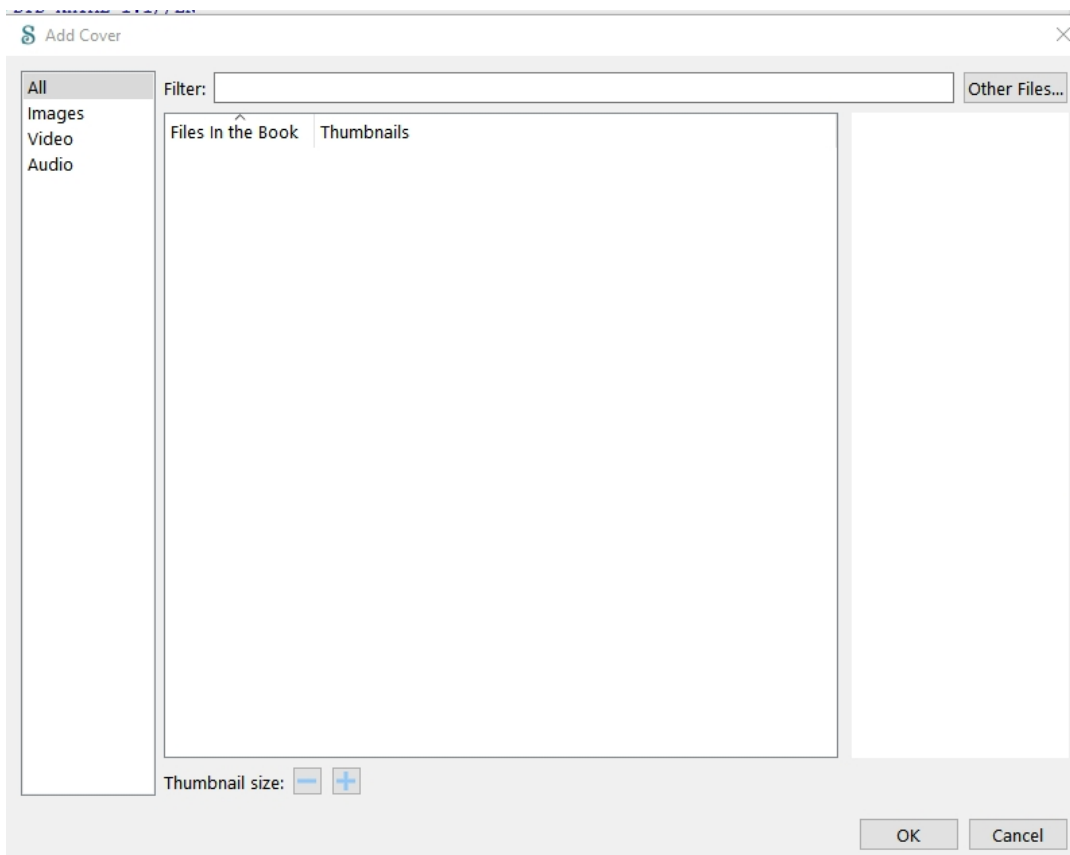 Add Cover
All
Images
Video
Audio
Filter:
Other Files...
Files In the Book Thumbnails
Thumbnail size:
OK Cancel